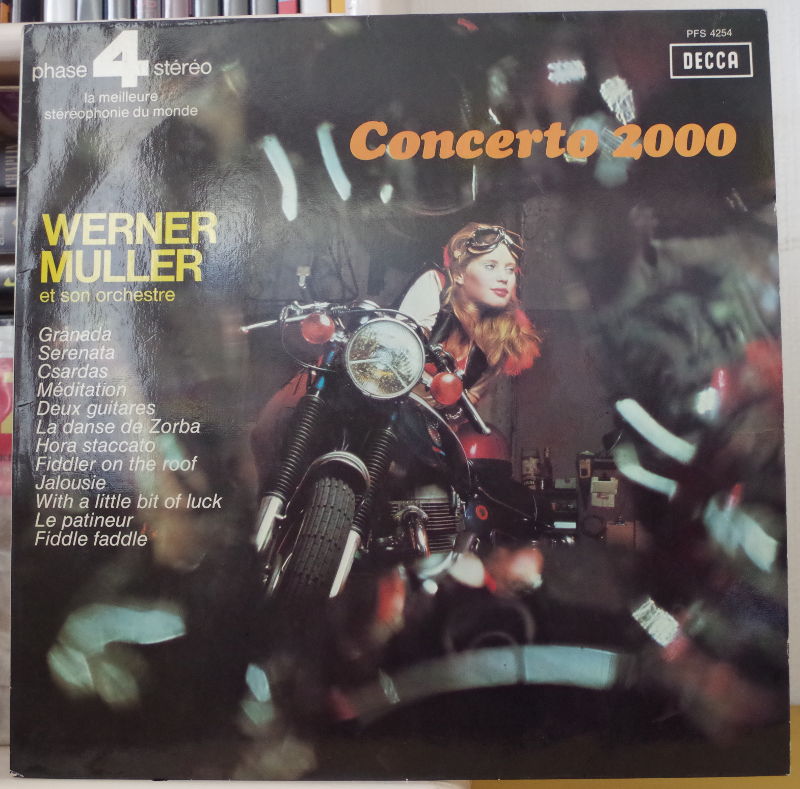 PFS 4254
DECCA
phase 4 stéréo
la meilleure
stéréophonie du monde
Concerto 2000
WERNER
MULLER
et son orchestre
Granada
Serenata
Csardas
Méditation
Deux guitares
La danse de Zorba
Hora staccato
Fiddler on the roof
Jalousie
With a little bit of luck
Le patineur
Fiddle faddle